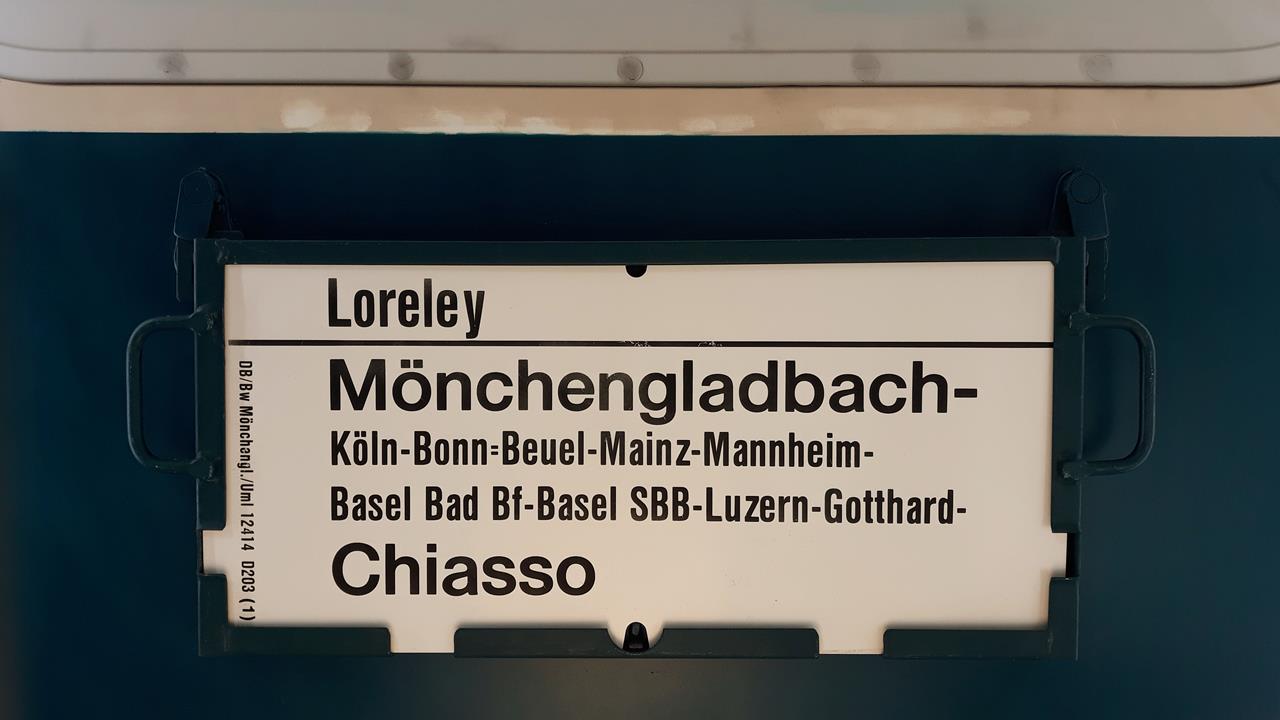 Loreley
Mönchengladbach-
Köln-Bonn=Beuel-Mainz-Mannheim-
Basel Bad Bf-Basel SBB-Luzern-Gotthard-
Chiasso
DB/Bw Mönchangl./Uml 12414 D203 (1)